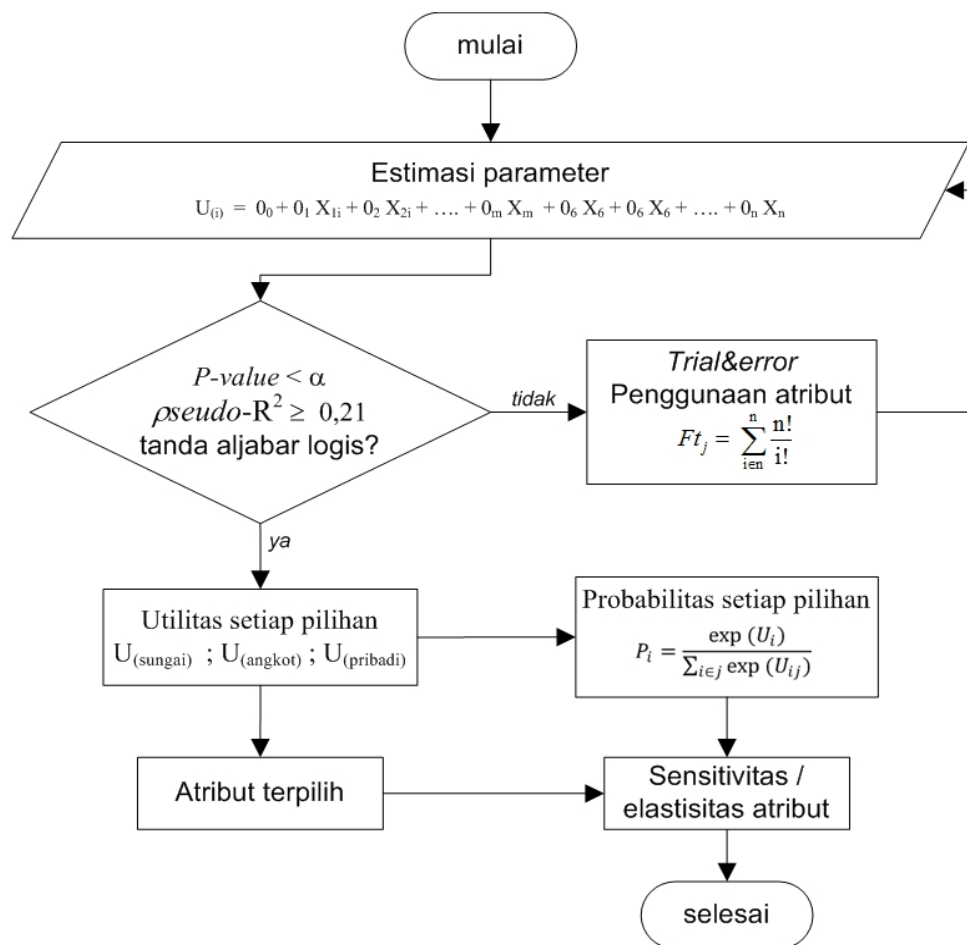 mulai
Estimasi parameter
U(i) = 0₀ + 0₁ X₁ᵢ + 0₂ X₂ᵢ + .... + 0ₘ Xₘ + 0₆ X₆ + 0₆ X₆ + .... + 0ₙ Xₙ
P-value < α
ρseudo-R² ≥ 0,21
tanda aljabar logis?
tidak
Trial&error
Penggunaan atribut
Ftⱼ = ∑ i∈n n n!/i!
ya
Utilitas setiap pilihan
U(sungai) ; U(angkot) ; U(pribadi)
Probabilitas setiap pilihan
Pᵢ = exp (Uᵢ) / ∑ i∈j exp (Uᵢⱼ)
Atribut terpilih
Sensitivitas /
elastisitas atribut
selesai